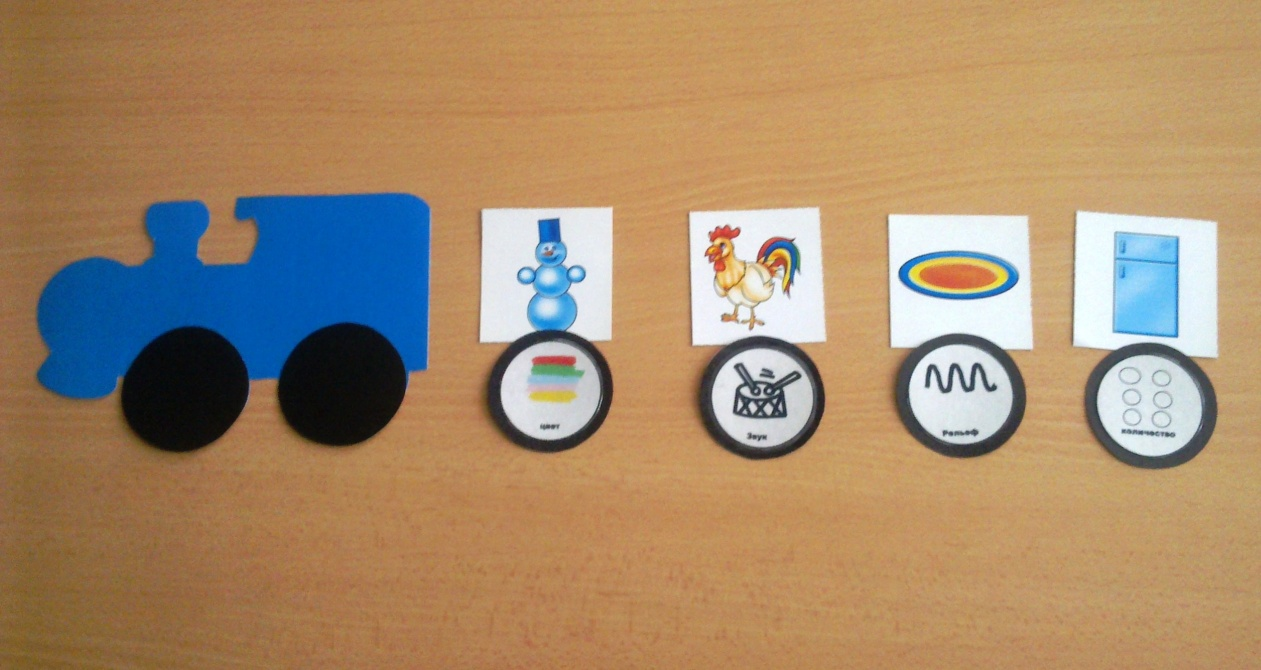 цвет
Звук
Рельеф
количество